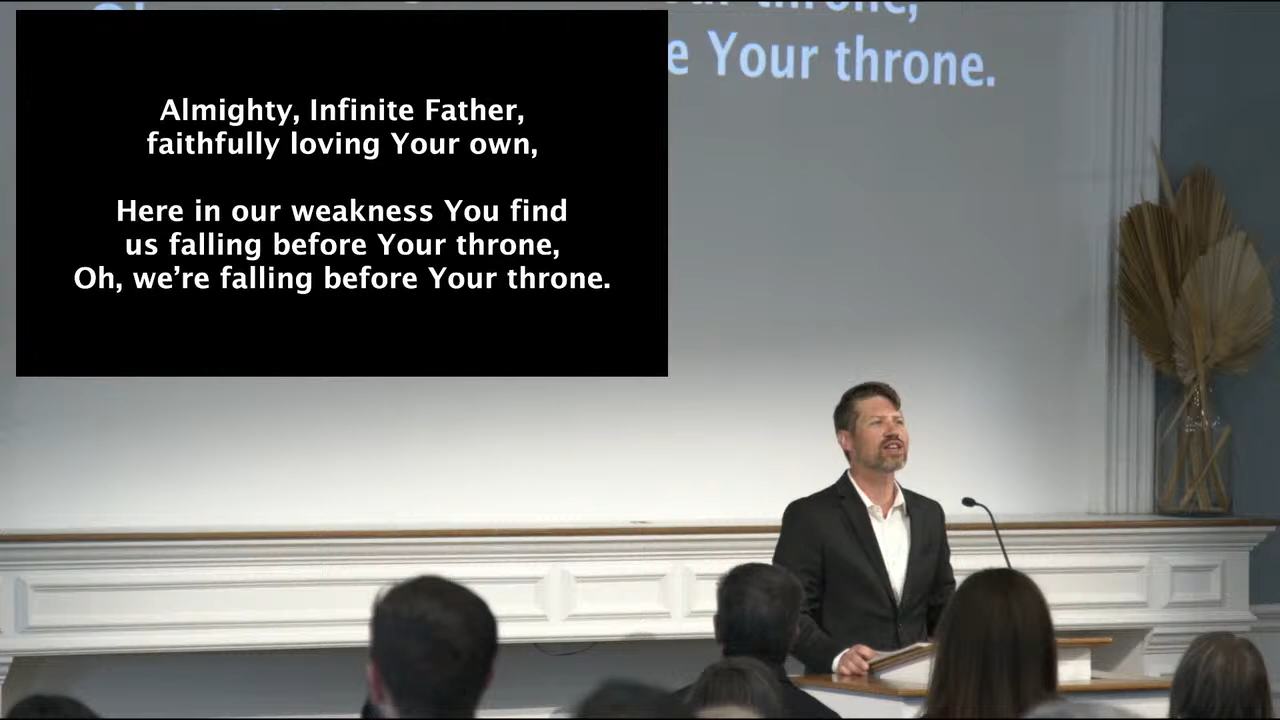 Almighty, Infinite Father,
faithfully loving Your own,
Here in our weakness You find
us falling before Your throne,
Oh, we’re falling before Your throne.
throne,
Your throne.